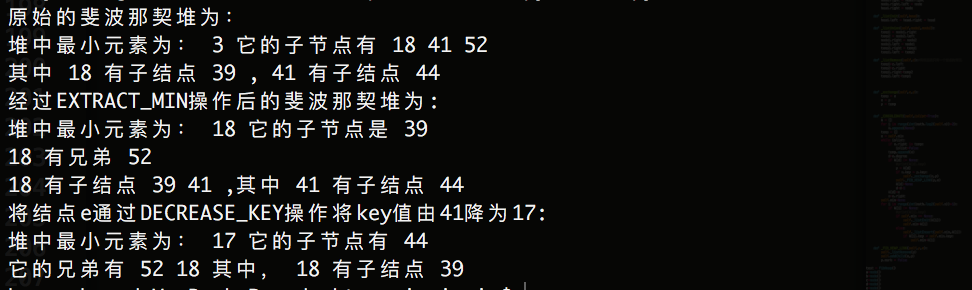 原始的斐波那契堆为：
堆中最小元素为： 3 它的子节点有 18 41 52
其中 18 有子结点 39 , 41 有子结点 44
经过EXTRACT_MIN操作后的斐波那契堆为:
堆中最小元素为： 18 它的子节点是 39
18 有兄弟 52
18 有子结点 39 41 ,其中 41 有子结点 44
将结点e通过DECREASE_KEY操作将key值由41降为17:
堆中最小元素为： 17 它的子节点有 44
它的兄弟有 52 18 其中， 18 有子结点 39